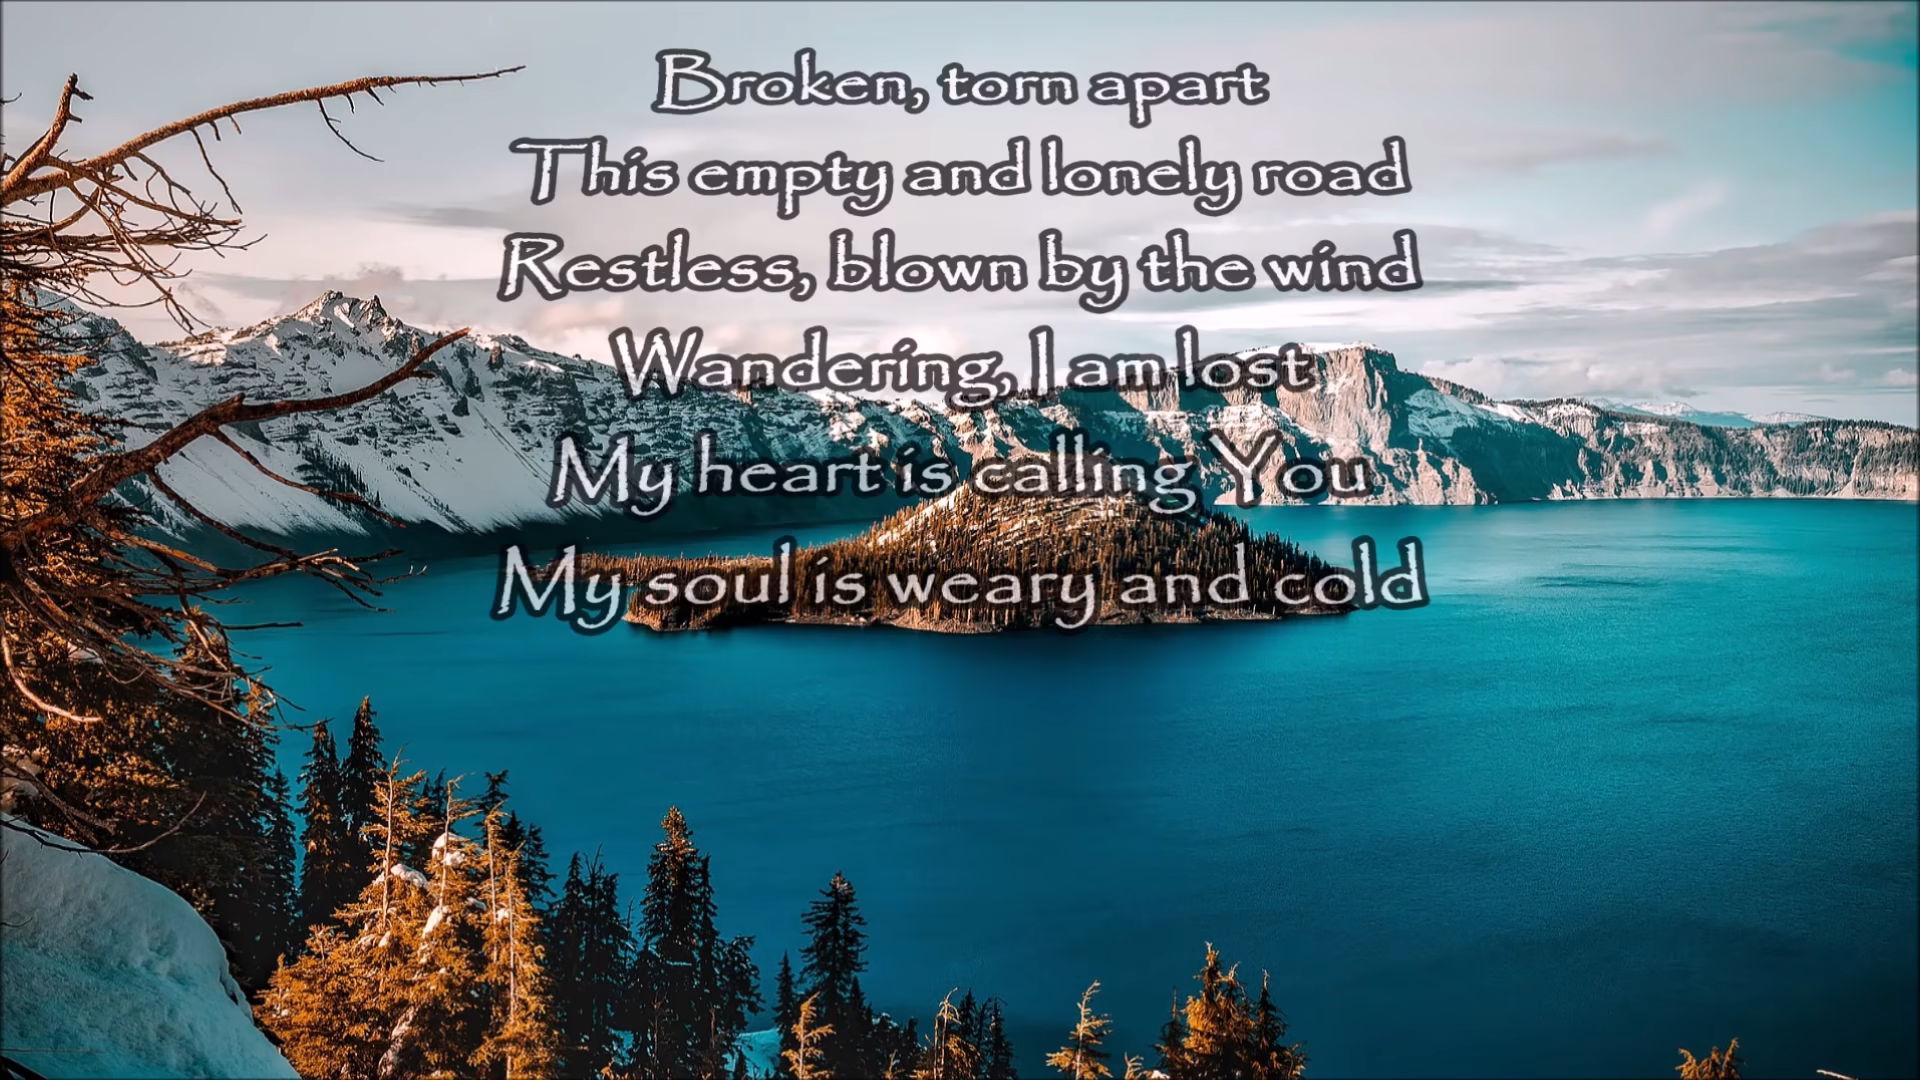 Broken, torn apart
This empty and lonely road
Restless, blown by the wind
Wandering, I am lost
My heart is calling You
My soul is weary and cold